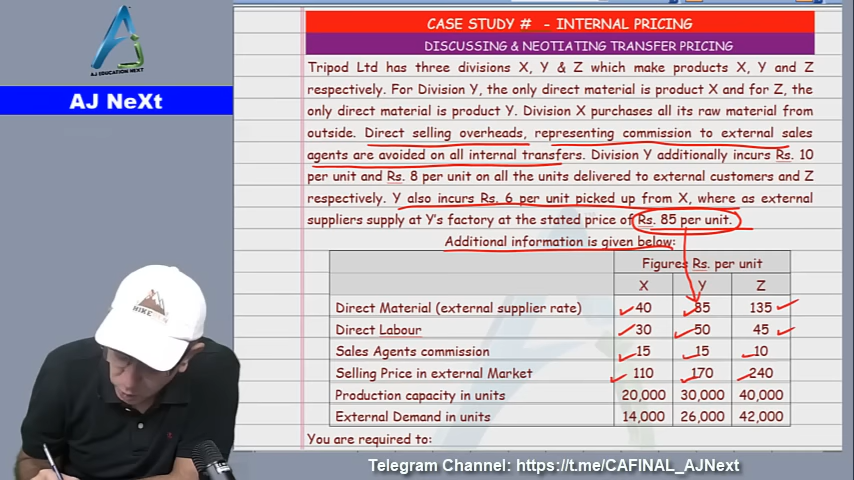 CASE STUDY # - INTERNAL PRICING
AJ EDUCATION NEXT
DISCUSSING & NEOTIATING TRANSFER PRICING
AJ NeXt
Tripod Ltd has three divisions X, Y & Z which make products X, Y and Z
respectively. For Division Y, the only direct material is product X and for Z, the
only direct material is product Y. Division X purchases all its raw material from
outside. Direct selling overheads, representing commission to external sales
agents are avoided on all internal transfers. Division Y additionally incurs Rs. 10
per unit and Rs. 8 per unit on all the units delivered to external customers and Z
respectively. Y also incurs Rs. 6 per unit picked up from X, where as external
suppliers supply at Y's factory at the stated price of Rs. 85 per unit.
Additional information is given below:
Figures Rs. per unit
X Y Z
Direct Material (external supplier rate) 40 85 135
Direct Labour 30 50 45
Sales Agents commission 15 15 10
Selling Price in external Market 110 170 240
Production capacity in units 20,000 30,000 40,000
External Demand in units 14,000 26,000 42,000
You are required to:
Telegram Channel: https://t.me/CAFINAL_AJNext